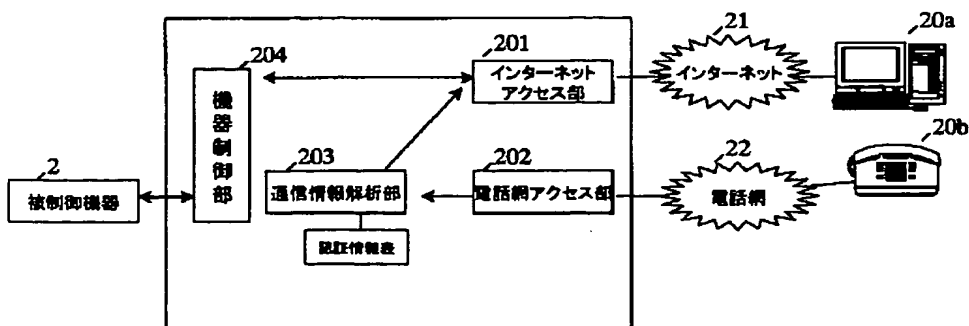 21
20a
201
204
インターネット
アクセス部
インターネット
機器制御部
20b
2
203
202
22
被制御機器
通信情報解析部
電話網アクセス部
電話網
認証情報表